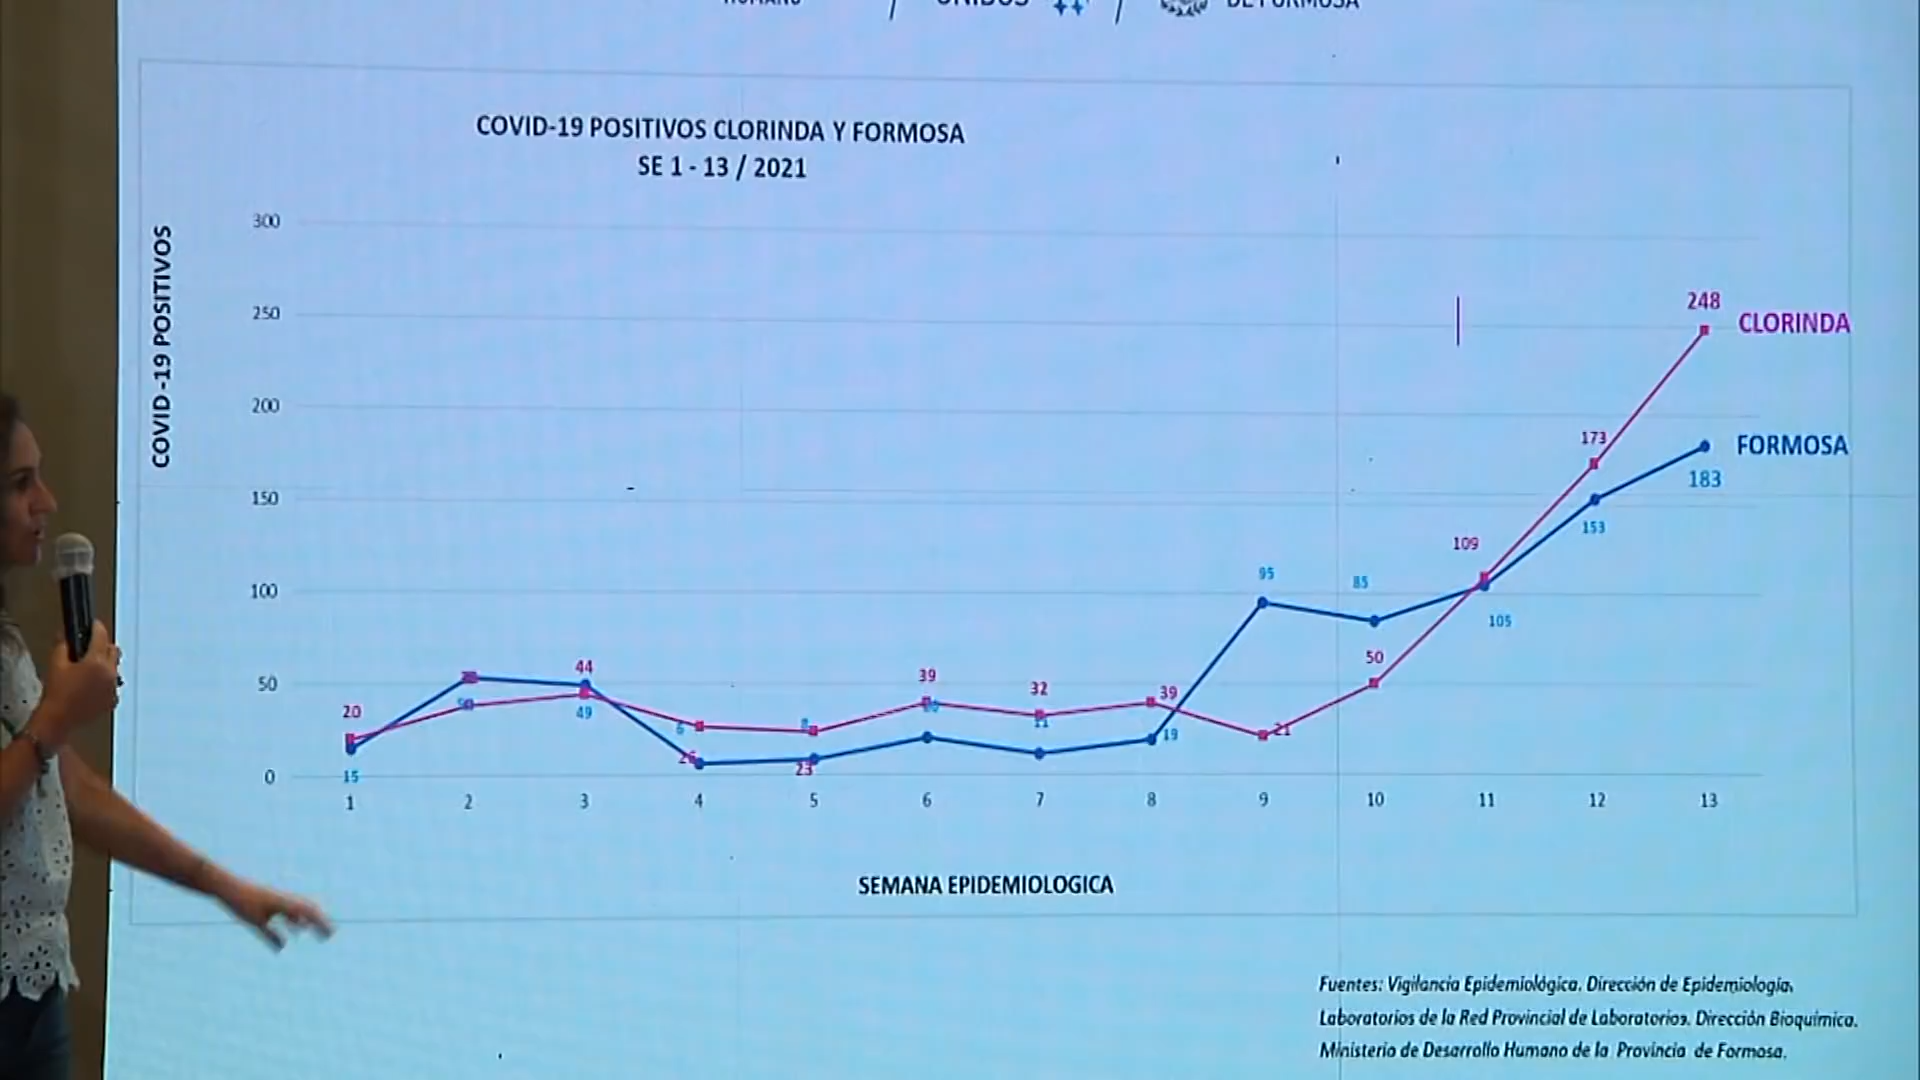 UNIDOS
DE FORMOSA
COVID-19 POSITIVOS CLORINDA Y FORMOSA
SE 1 - 13 / 2021
COVID -19 POSITIVOS
300
250
200
150
100
50
0
248
CLORINDA
173
FORMOSA
183
153
109
95
85
105
50
44
39
32
39
20
49
6
8
11
19
21
26
23
15
1 2 3 4 5 6 7 8 9 10 11 12 13
SEMANA EPIDEMIOLOGICA
Fuentes: Vigilancia Epidemiológica. Dirección de Epidemiología.
Laboratorios de la Red Provincial de Laboratorios. Dirección Bioquímica.
Ministerio de Desarrollo Humano de la Provincia de Formosa.